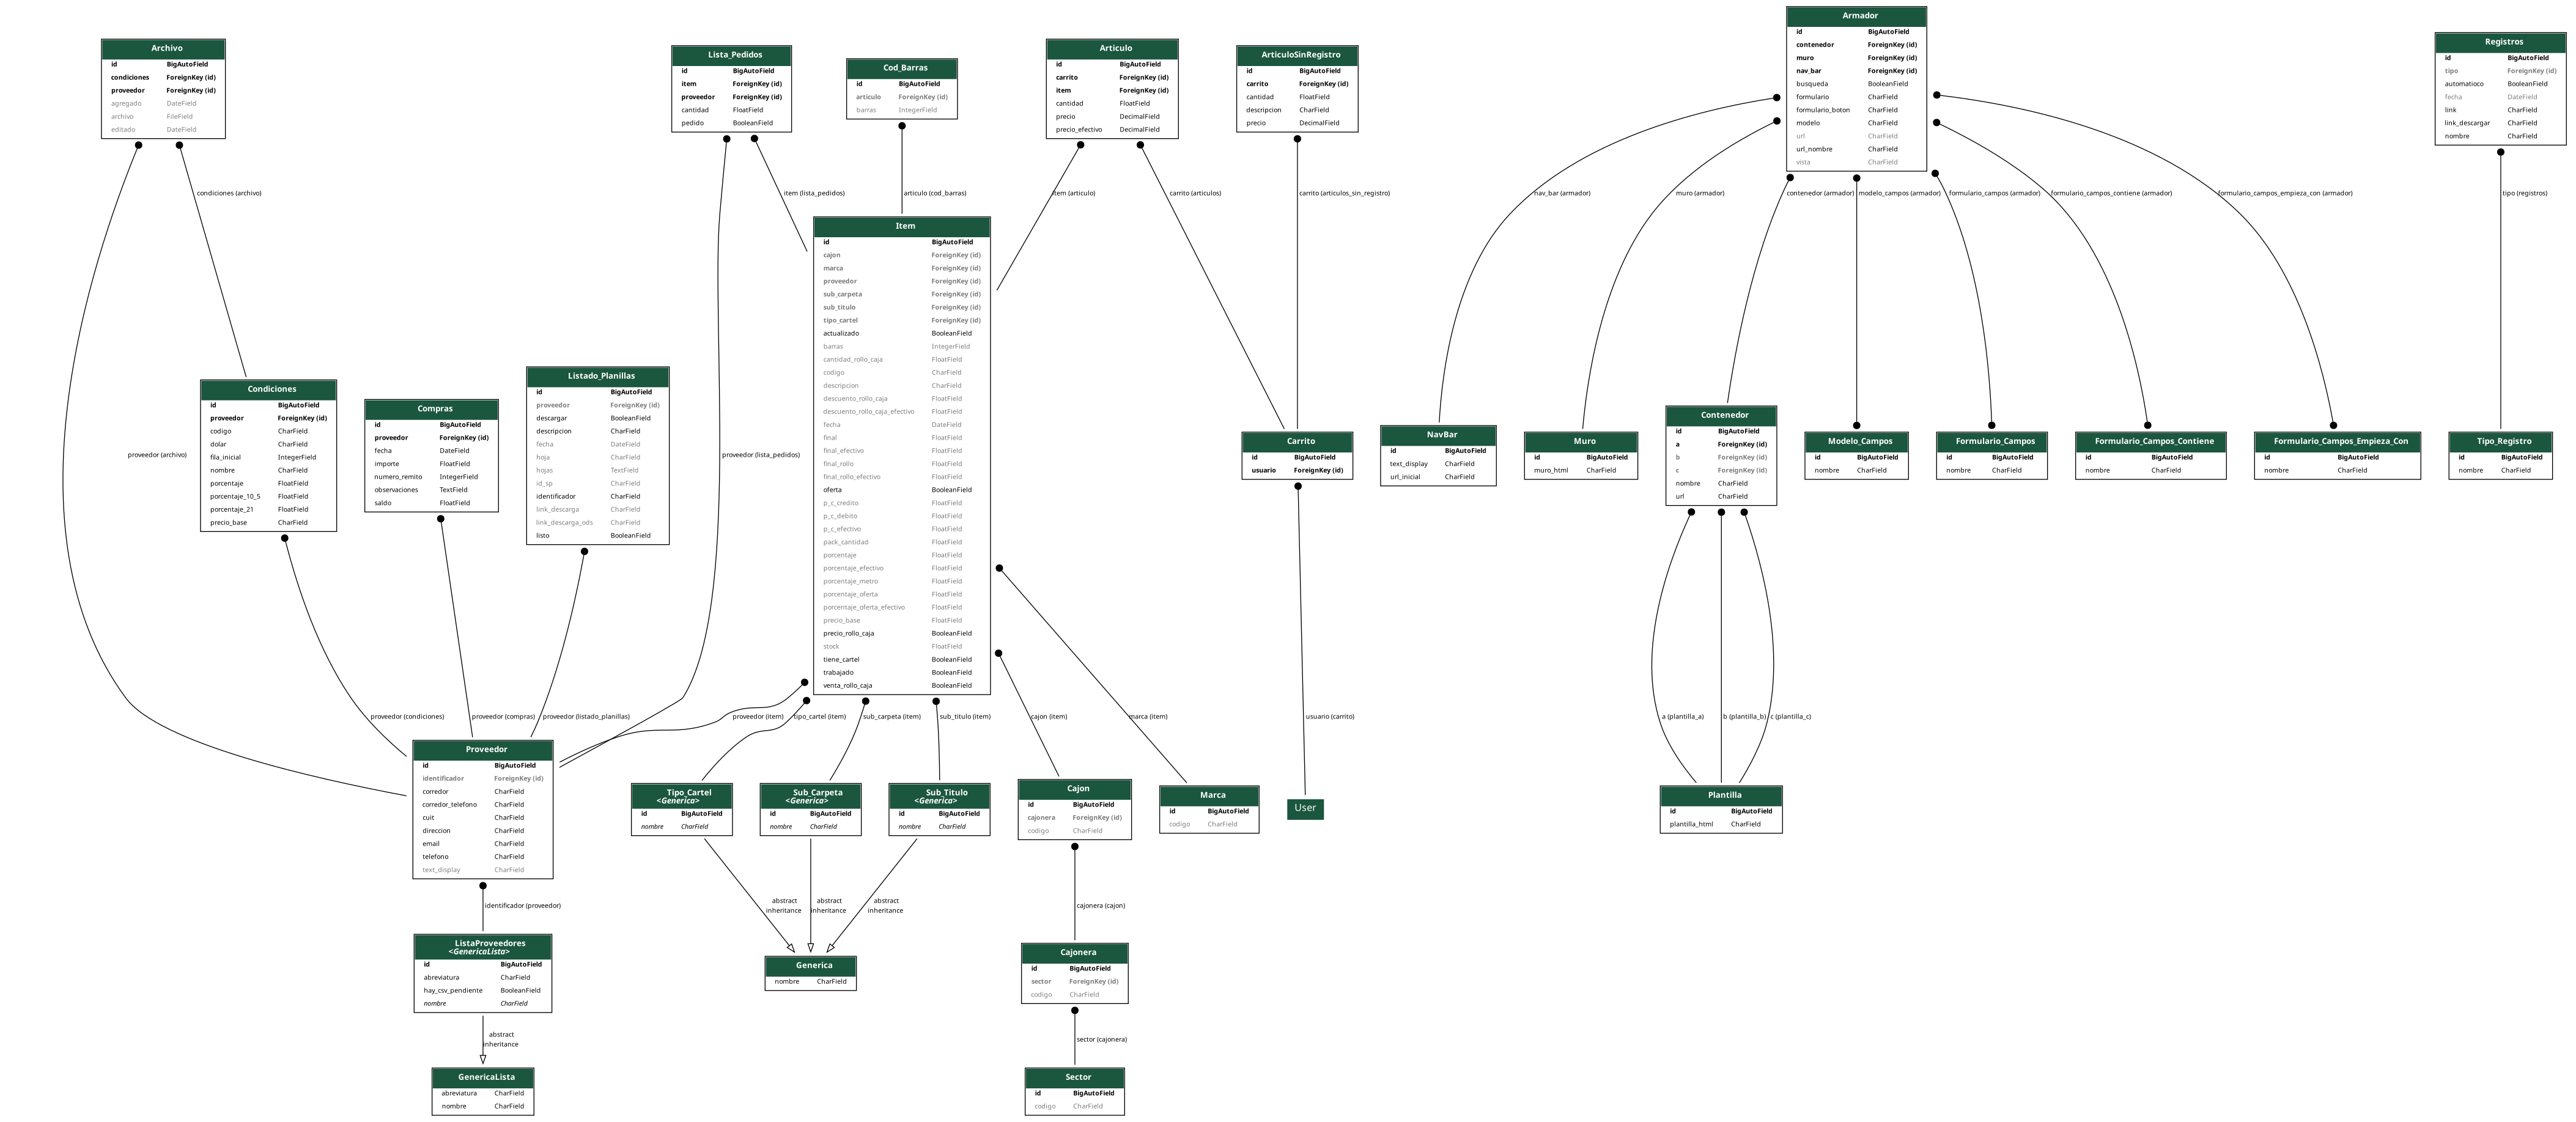 Archivo
id BigAutoField
condiciones ForeignKey (id)
proveedor ForeignKey (id)
agregado DateField
archivo FileField
editado DateField
Lista_Pedidos
id BigAutoField
item ForeignKey (id)
proveedor ForeignKey (id)
cantidad FloatField
pedido BooleanField
Cod_Barras
id BigAutoField
articulo ForeignKey (id)
barras IntegerField
Articulo
id BigAutoField
carrito ForeignKey (id)
item ForeignKey (id)
cantidad FloatField
precio DecimalField
precio_efectivo DecimalField
ArticuloSinRegistro
id BigAutoField
carrito ForeignKey (id)
cantidad FloatField
descripcion CharField
precio DecimalField
Armador
id BigAutoField
contenedor ForeignKey (id)
muro ForeignKey (id)
nav_bar ForeignKey (id)
busqueda BooleanField
formulario CharField
formulario_boton CharField
modelo CharField
url CharField
url_nombre CharField
vista CharField
Registros
id BigAutoField
tipo ForeignKey (id)
automatioco BooleanField
fecha DateField
link CharField
link_descargar CharField
nombre CharField
condiciones (archivo)
item (lista_pedidos)
articulo (cod_barras)
item (articulo)
carrito (articulos)
carrito (articulos_sin_registro)
nav_bar (armador)
muro (armador)
contenedor (armador)
modelo_campos (armador)
formulario_campos (armador)
formulario_campos_contiene (armador)
formulario_campos_empieza_con (armador)
tipo (registros)
Item
id BigAutoField
cajon ForeignKey (id)
marca ForeignKey (id)
proveedor ForeignKey (id)
sub_carpeta ForeignKey (id)
sub_titulo ForeignKey (id)
tipo_cartel ForeignKey (id)
actualizado BooleanField
barras IntegerField
cantidad_rollo_caja FloatField
codigo CharField
descripcion CharField
descuento_rollo_caja FloatField
descuento_rollo_caja_efectivo FloatField
fecha DateField
final FloatField
final_efectivo FloatField
final_rollo FloatField
final_rollo_efectivo FloatField
oferta BooleanField
p_c_credito FloatField
p_c_debito FloatField
p_c_efectivo FloatField
pack_cantidad FloatField
porcentaje FloatField
porcentaje_efectivo FloatField
porcentaje_metro FloatField
porcentaje_oferta FloatField
porcentaje_oferta_efectivo FloatField
precio_base FloatField
precio_rollo_caja BooleanField
stock FloatField
tiene_cartel BooleanField
trabajado BooleanField
venta_rollo_caja BooleanField
Condiciones
id BigAutoField
proveedor ForeignKey (id)
codigo CharField
dolar CharField
fila_inicial IntegerField
nombre CharField
porcentaje FloatField
porcentaje_10_5 FloatField
porcentaje_21 FloatField
precio_base CharField
Compras
id BigAutoField
proveedor ForeignKey (id)
fecha DateField
importe FloatField
numero_remito IntegerField
observaciones TextField
saldo FloatField
Listado_Planillas
id BigAutoField
proveedor ForeignKey (id)
descargar BooleanField
descripcion CharField
fecha DateField
hoja CharField
hojas TextField
id_sp CharField
identificador CharField
link_descarga CharField
link_descarga_ods CharField
listo BooleanField
Carrito
id BigAutoField
usuario ForeignKey (id)
NavBar
id BigAutoField
text_display CharField
url_inicial CharField
Muro
id BigAutoField
muro_html CharField
Contenedor
id BigAutoField
a ForeignKey (id)
b ForeignKey (id)
c ForeignKey (id)
nombre CharField
url CharField
Modelo_Campos
id BigAutoField
nombre CharField
Formulario_Campos
id BigAutoField
nombre CharField
Formulario_Campos_Contiene
id BigAutoField
nombre CharField
Formulario_Campos_Empieza_Con
id BigAutoField
nombre CharField
Tipo_Registro
id BigAutoField
nombre CharField
proveedor (archivo)
proveedor (lista_pedidos)
proveedor (condiciones)
proveedor (compras)
proveedor (listado_planillas)
proveedor (item)
tipo_cartel (item)
sub_carpeta (item)
sub_titulo (item)
cajon (item)
marca (item)
usuario (carrito)
a (plantilla_a)
b (plantilla_b)
c (plantilla_c)
Proveedor
id BigAutoField
identificador ForeignKey (id)
corredor CharField
corredor_telefono CharField
cuit CharField
direccion CharField
email CharField
telefono CharField
text_display CharField
Tipo_Cartel
<Generica>
id BigAutoField
nombre CharField
Sub_Carpeta
<Generica>
id BigAutoField
nombre CharField
Sub_Titulo
<Generica>
id BigAutoField
nombre CharField
Cajon
id BigAutoField
cajonera ForeignKey (id)
codigo CharField
Marca
id BigAutoField
codigo CharField
User
Plantilla
id BigAutoField
plantilla_html CharField
identificador (proveedor)
abstract
inheritance
abstract
inheritance
abstract
inheritance
cajonera (cajon)
ListaProveedores
<GenericaLista>
id BigAutoField
abreviatura CharField
hay_csv_pendiente BooleanField
nombre CharField
Generica
nombre CharField
Cajonera
id BigAutoField
sector ForeignKey (id)
codigo CharField
abstract
inheritance
sector (cajonera)
GenericaLista
abreviatura CharField
nombre CharField
Sector
id BigAutoField
codigo CharField